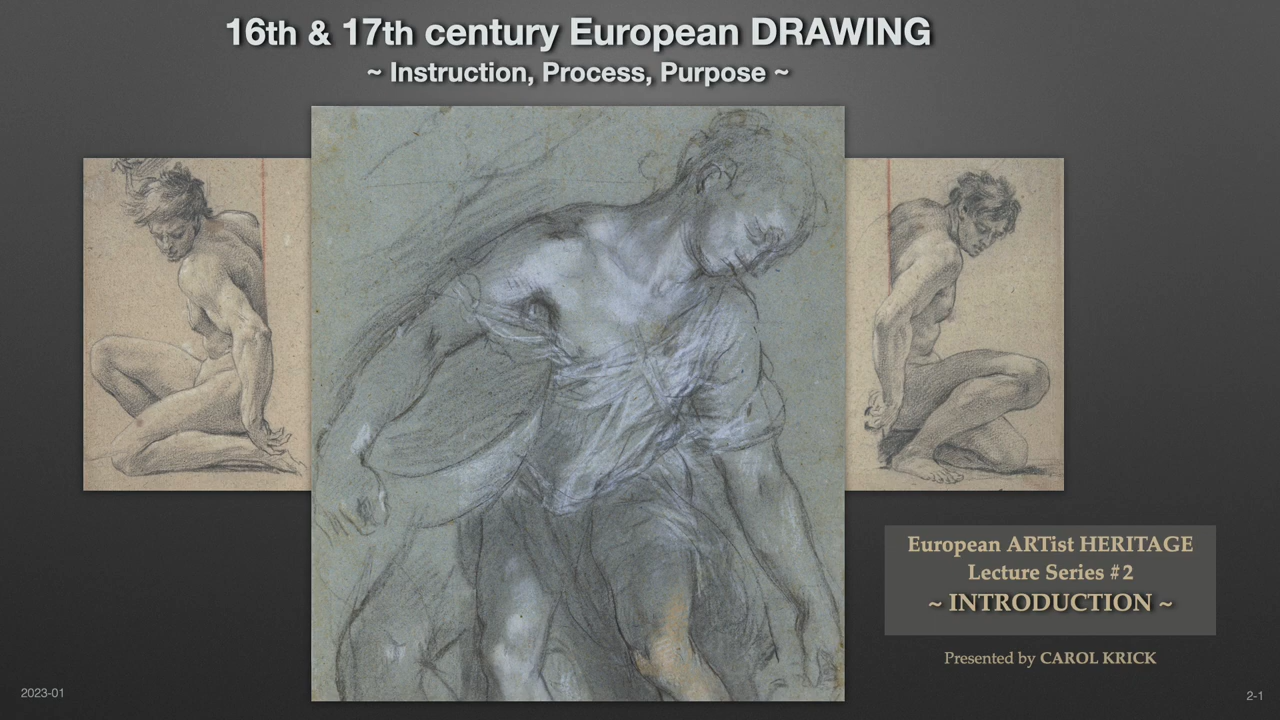 16th & 17th century European DRAWING
~ Instruction, Process, Purpose ~
European ARTist HERITAGE
Lecture Series #2
~ INTRODUCTION ~
Presented by CAROL KRICK
2023-01
2-1